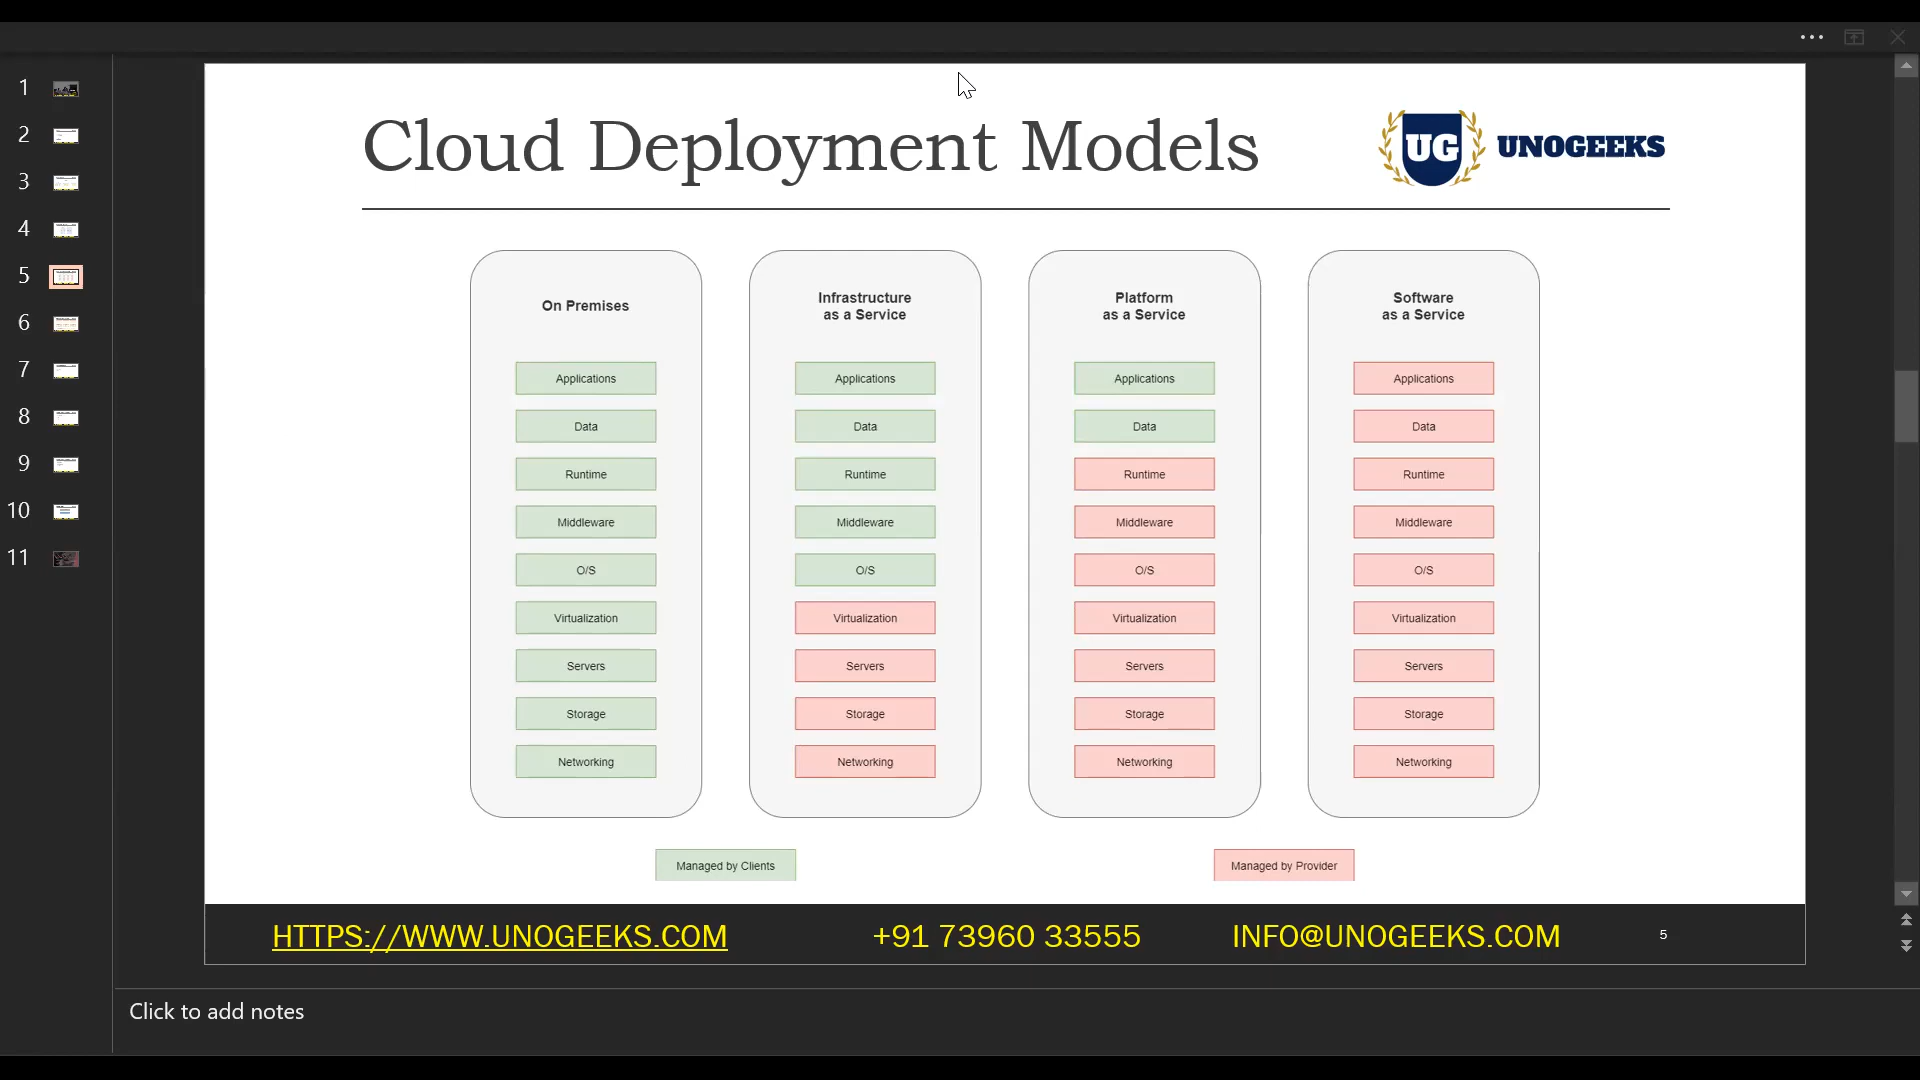 1
2
3
4
5
6
7
8
9
10
11
Cloud Deployment Models
UG
UNOGEEKS
On Premises
Applications
Data
Runtime
Middleware
O/S
Virtualization
Servers
Storage
Networking
Infrastructure
as a Service
Applications
Data
Runtime
Middleware
O/S
Virtualization
Servers
Storage
Networking
Platform
as a Service
Applications
Data
Runtime
Middleware
O/S
Virtualization
Servers
Storage
Networking
Software
as a Service
Applications
Data
Runtime
Middleware
O/S
Virtualization
Servers
Storage
Networking
Managed by Clients
Managed by Provider
HTTPS://WWW.UNOGEEKS.COM
+91 73960 33555
INFO@UNOGEEKS.COM
5
Click to add notes